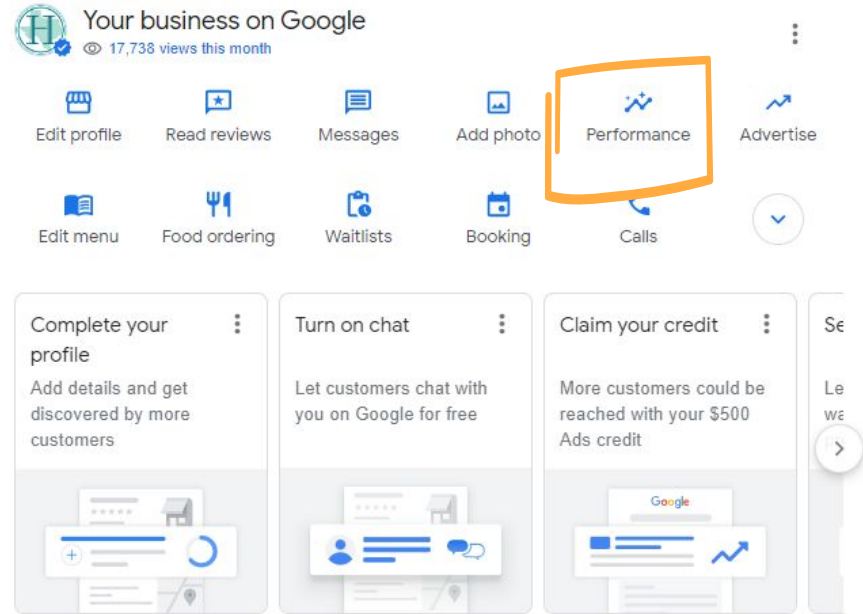 H
Your business on Google
17,738 views this month
Edit profile
Read reviews
Messages
Add photo
Performance
Advertise
Edit menu
Food ordering
Waitlists
Booking
Calls
Complete your
profile
Add details and get
discovered by more
customers
Turn on chat
Let customers chat with
you on Google for free
Claim your credit
More customers could be
reached with your $500
Ads credit
Google
Se
Le